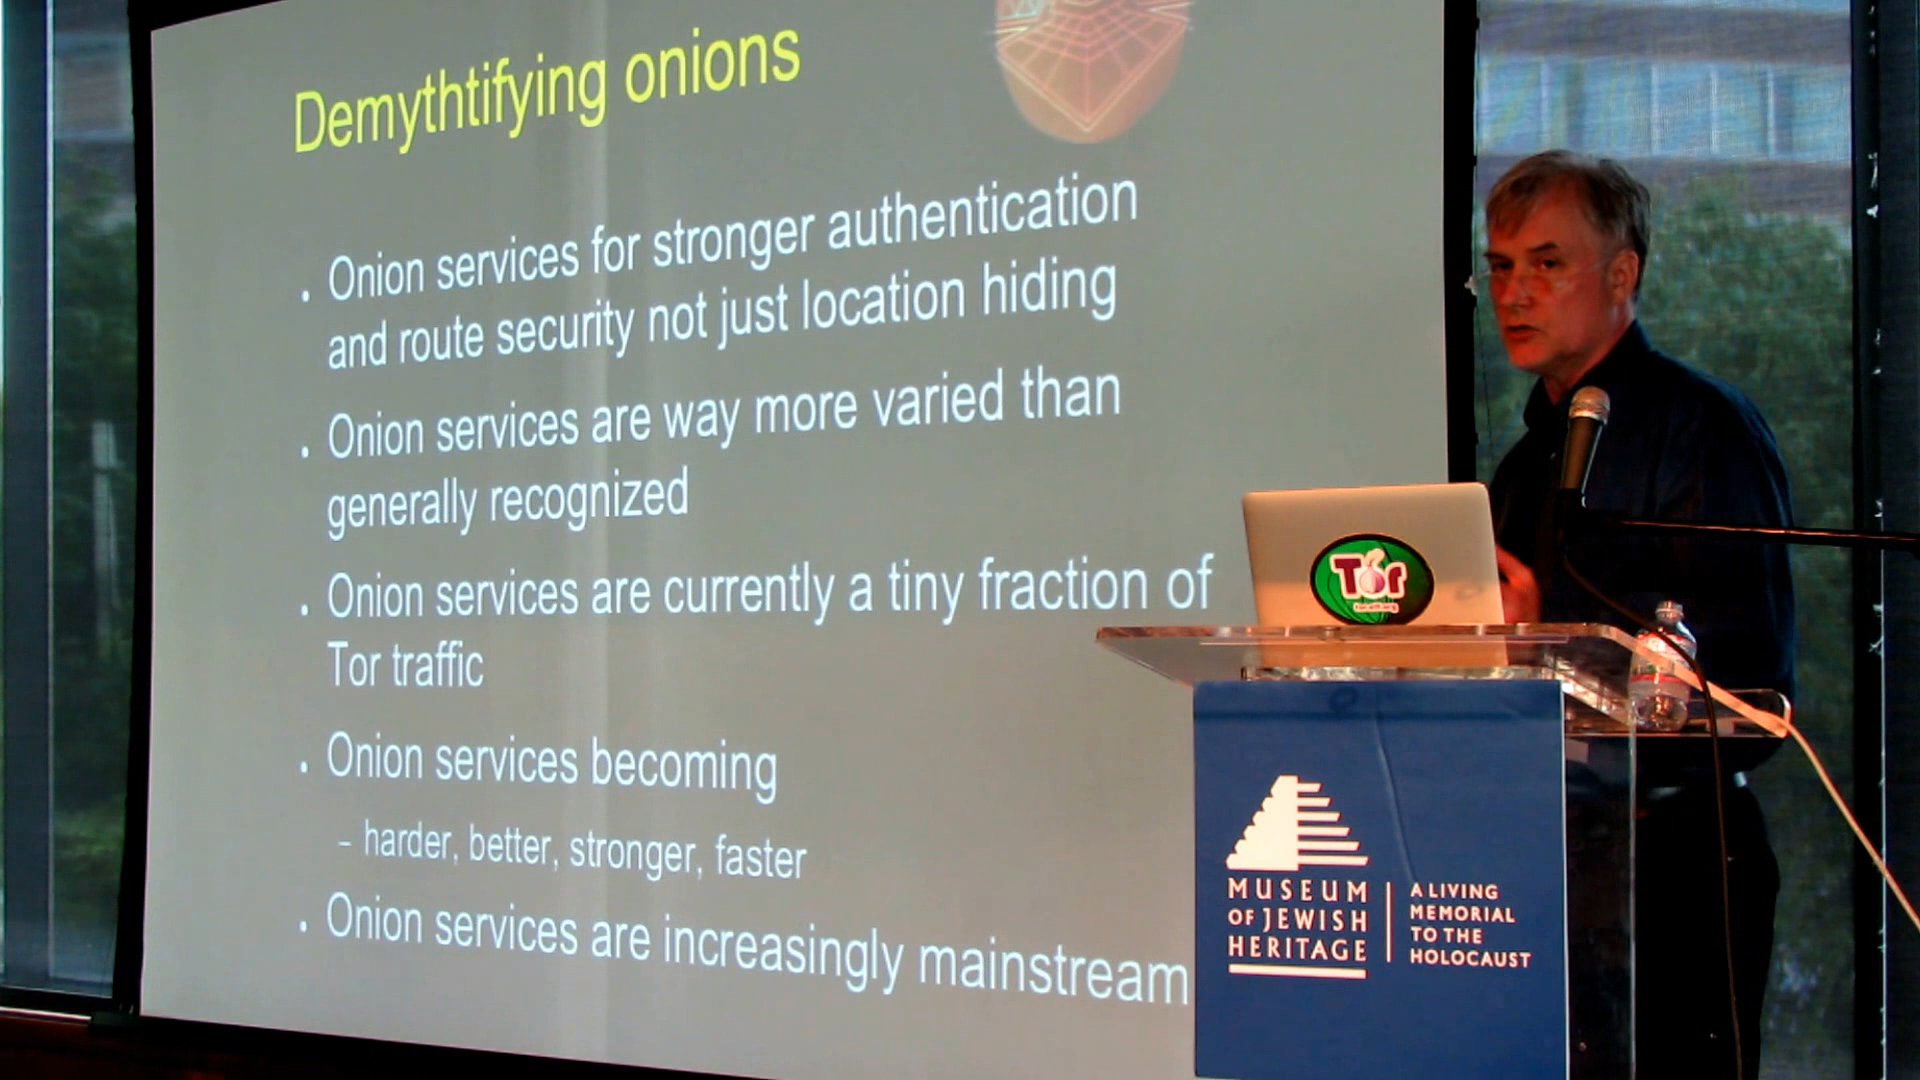 Demythtifying onions
. Onion services for stronger authentication
and route security not just location hiding
. Onion services are way more varied than
generally recognized
. Onion services are currently a tiny fraction of
Tor traffic
. Onion services becoming
– harder, better, stronger, faster
. Onion services are increasingly mainstream
Tor
MUSEUM
OF JEWISH
HERITAGE
A LIVING
MEMORIAL
TO THE
HOLOCAUST